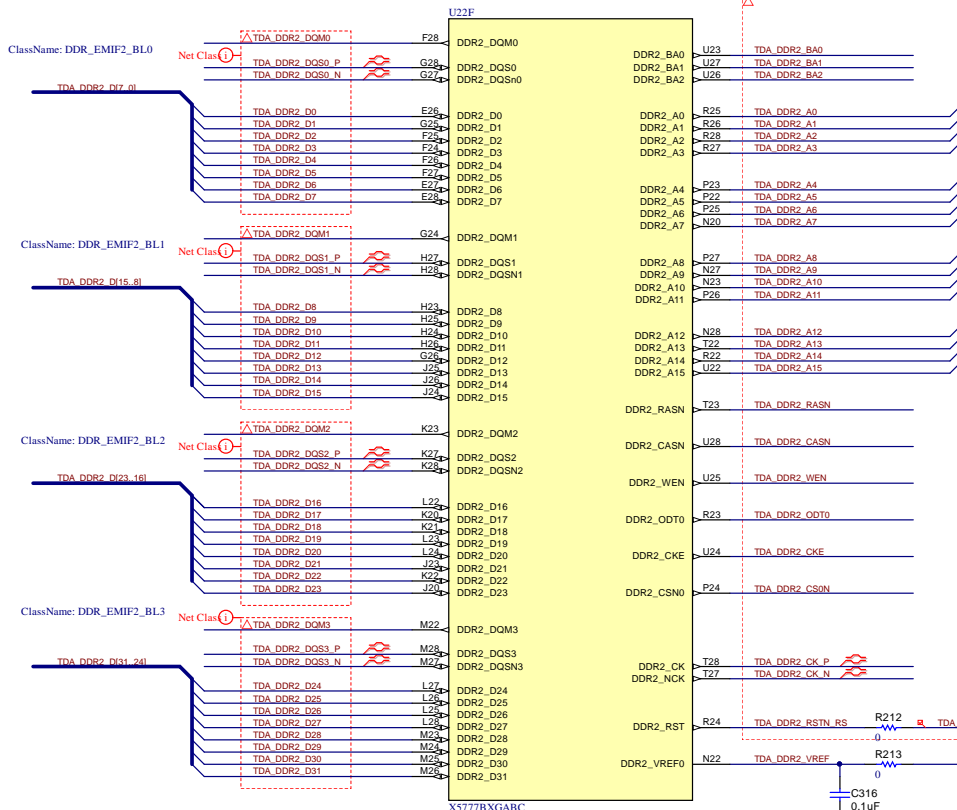 U22F
ClassName: DDR_EMIF2_BL0
Net Class i
TDA_DDR2_DQM0 F28 DDR2_DQM0
TDA_DDR2_DQS0_P G28 DDR2_DQS0
TDA_DDR2_DQS0_N G27 DDR2_DQSn0
TDA_DDR2_D[7..0]
TDA_DDR2_D0 E26 DDR2_D0
TDA_DDR2_D1 G25 DDR2_D1
TDA_DDR2_D2 F25 DDR2_D2
TDA_DDR2_D3 F24 DDR2_D3
TDA_DDR2_D4 F26 DDR2_D4
TDA_DDR2_D5 F27 DDR2_D5
TDA_DDR2_D6 E27 DDR2_D6
TDA_DDR2_D7 E28 DDR2_D7
ClassName: DDR_EMIF2_BL1
Net Class i
TDA_DDR2_DQM1 G24 DDR2_DQM1
TDA_DDR2_DQS1_P H27 DDR2_DQS1
TDA_DDR2_DQS1_N H28 DDR2_DQSN1
TDA_DDR2_D[15..8]
TDA_DDR2_D8 H23 DDR2_D8
TDA_DDR2_D9 H25 DDR2_D9
TDA_DDR2_D10 H24 DDR2_D10
TDA_DDR2_D11 H26 DDR2_D11
TDA_DDR2_D12 G26 DDR2_D12
TDA_DDR2_D13 J25 DDR2_D13
TDA_DDR2_D14 J26 DDR2_D14
TDA_DDR2_D15 J24 DDR2_D15
ClassName: DDR_EMIF2_BL2
Net Class i
TDA_DDR2_DQM2 K23 DDR2_DQM2
TDA_DDR2_DQS2_P K27 DDR2_DQS2
TDA_DDR2_DQS2_N K28 DDR2_DQSN2
TDA_DDR2_D[23..16]
TDA_DDR2_D16 L22 DDR2_D16
TDA_DDR2_D17 K20 DDR2_D17
TDA_DDR2_D18 K21 DDR2_D18
TDA_DDR2_D19 L23 DDR2_D19
TDA_DDR2_D20 L24 DDR2_D20
TDA_DDR2_D21 J23 DDR2_D21
TDA_DDR2_D22 K22 DDR2_D22
TDA_DDR2_D23 J20 DDR2_D23
ClassName: DDR_EMIF2_BL3
Net Class i
TDA_DDR2_DQM3 M22 DDR2_DQM3
TDA_DDR2_DQS3_P M28 DDR2_DQS3
TDA_DDR2_DQS3_N M27 DDR2_DQSN3
TDA_DDR2_D[31..24]
TDA_DDR2_D24 L27 DDR2_D24
TDA_DDR2_D25 L26 DDR2_D25
TDA_DDR2_D26 L25 DDR2_D26
TDA_DDR2_D27 L28 DDR2_D27
TDA_DDR2_D28 M23 DDR2_D28
TDA_DDR2_D29 M24 DDR2_D29
TDA_DDR2_D30 M25 DDR2_D30
TDA_DDR2_D31 M26 DDR2_D31
DDR2_BA0 U23 TDA_DDR2_BA0
DDR2_BA1 U27 TDA_DDR2_BA1
DDR2_BA2 U26 TDA_DDR2_BA2
DDR2_A0 R25 TDA_DDR2_A0
DDR2_A1 R26 TDA_DDR2_A1
DDR2_A2 R28 TDA_DDR2_A2
DDR2_A3 R27 TDA_DDR2_A3
DDR2_A4 P23 TDA_DDR2_A4
DDR2_A5 P22 TDA_DDR2_A5
DDR2_A6 P25 TDA_DDR2_A6
DDR2_A7 N20 TDA_DDR2_A7
DDR2_A8 P27 TDA_DDR2_A8
DDR2_A9 N27 TDA_DDR2_A9
DDR2_A10 N23 TDA_DDR2_A10
DDR2_A11 P26 TDA_DDR2_A11
DDR2_A12 N28 TDA_DDR2_A12
DDR2_A13 T22 TDA_DDR2_A13
DDR2_A14 R22 TDA_DDR2_A14
DDR2_A15 U22 TDA_DDR2_A15
DDR2_RASN T23 TDA_DDR2_RASN
DDR2_CASN U28 TDA_DDR2_CASN
DDR2_WEN U25 TDA_DDR2_WEN
DDR2_ODT0 R23 TDA_DDR2_ODT0
DDR2_CKE U24 TDA_DDR2_CKE
DDR2_CSN0 P24 TDA_DDR2_CS0N
DDR2_CK T28 TDA_DDR2_CK_P
DDR2_NCK T27 TDA_DDR2_CK_N
DDR2_RST R24 TDA_DDR2_RSTN_RS R212 TDA
0
DDR2_VREF0 N22 TDA_DDR2_VREF R213
0
C316
0.1uF
X5777BXGABC